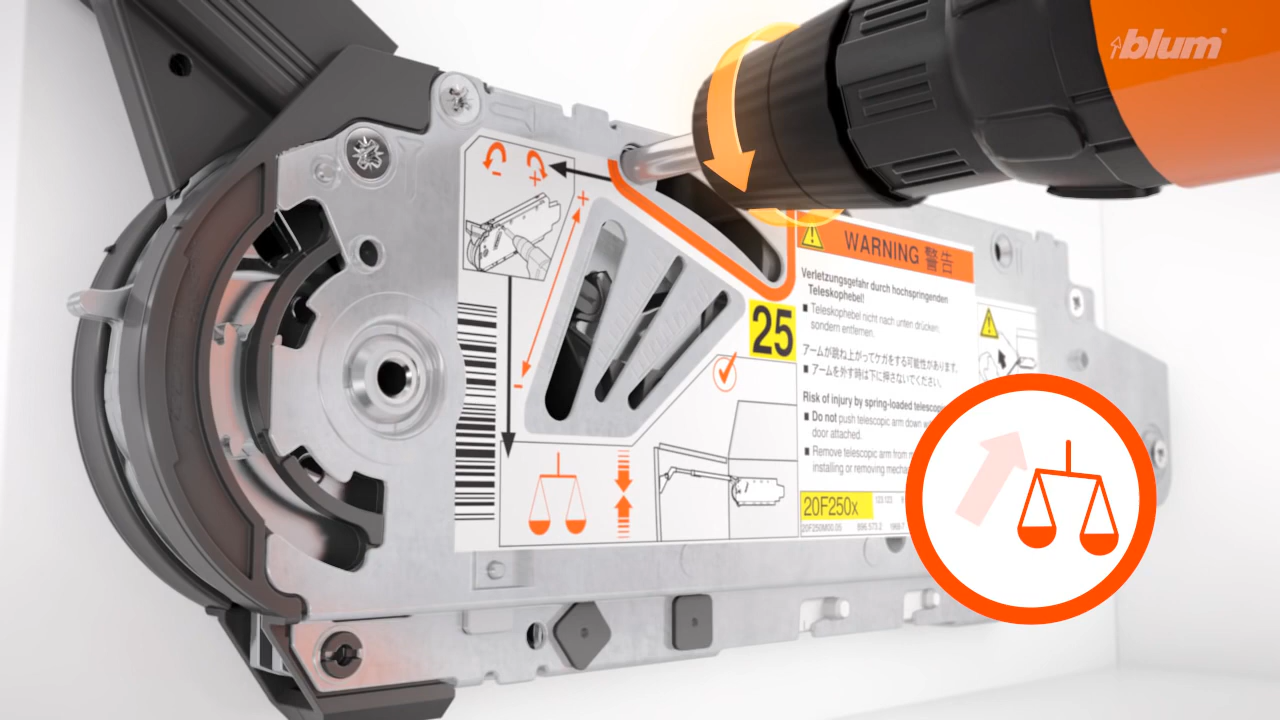 blum
WARNING 警告
Verletzungsgefahr durch hochspringenden
Teleskophebel!
■ Teleskophebel nicht nach unten drücken,
sondern entfernen.
アームが跳ね上がってケガをする可能性があります.
■ アームを外す時は下に押さないでください.
Risk of injury by spring-loaded telescopic
■ Do not push telescopic arm down
door attached.
■ Remove telescopic arm from
installing or removing
25
20F250x